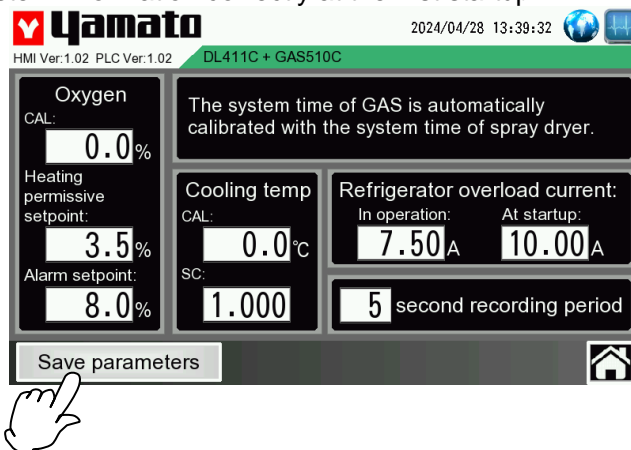 Yamato
2024/04/28 13:39:32
HMI Ver:1.02 PLC Ver:1.02
DL411C + GAS510C
Oxygen
CAL:
0.0%
Heating
permissive
setpoint:
3.5%
Alarm setpoint:
8.0%
The system time of GAS is automatically
calibrated with the system time of spray dryer.
Cooling temp
CAL:
0.0℃
SC:
1.000
Refrigerator overload current:
In operation: At startup:
7.50A 10.00A
5 second recording period
Save parameters